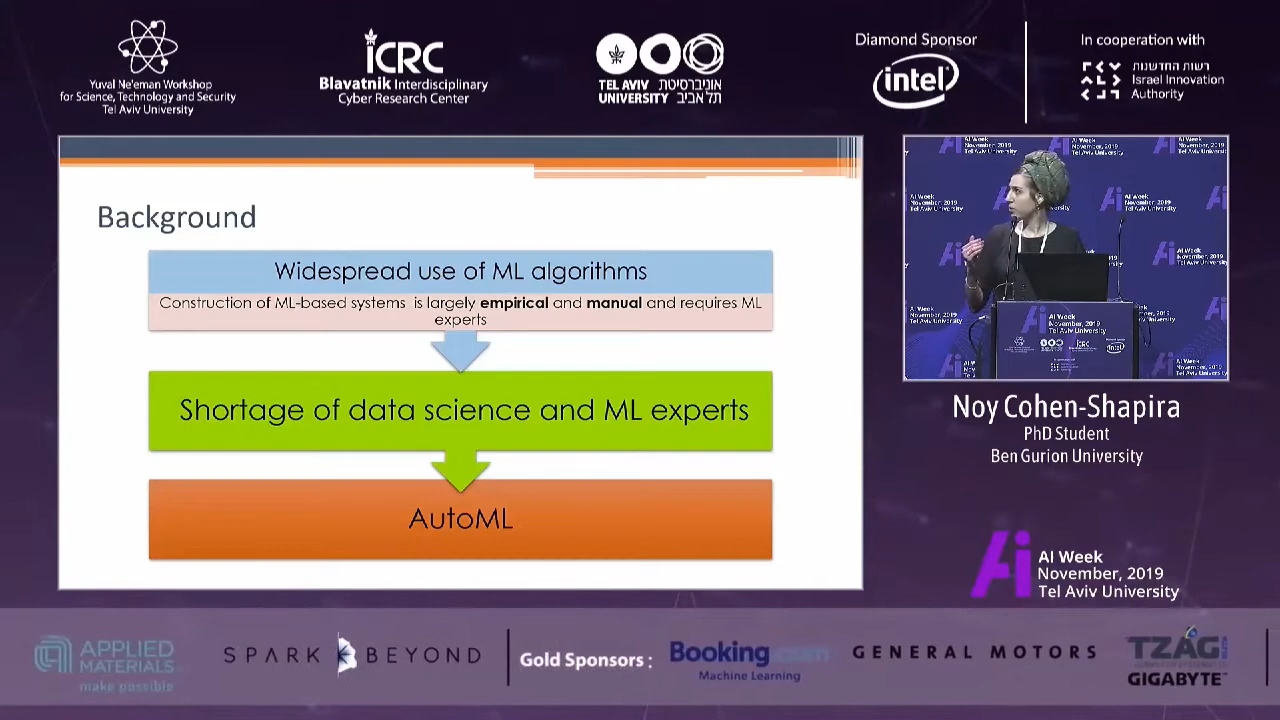 Yuval Ne'eman Workshop
for Science, Technology and Security
Tel Aviv University
ICRC
Blavatnik Interdisciplinary
Cyber Research Center
TEL AVIV אוניברסיטת
UNIVERSITY תל אביב
Diamond Sponsor
intel
In cooperation with
רשות החדשנות
Israel Innovation
Authority
Background
Widespread use of ML algorithms
Construction of ML-based systems is largely empirical and manual and requires ML
experts
Shortage of data science and ML experts
AutoML
AI Week
November, 2019
Tel Aviv University
Noy Cohen-Shapira
PhD Student
Ben Gurion University
Ai
AI Week
November, 2019
Tel Aviv University
APPLIED
MATERIALS
make possible
SPARK BEYOND
Gold Sponsors :
Booking.com
Machine Learning
GENERAL MOTORS
TZAG
GIGABYTE